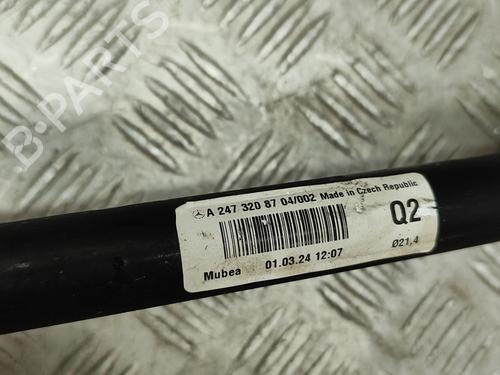 B-PARTS
A 247 320 87 04/002 Made in Czech Republic
Q2
Ø21,4
Mubea 01.03.24 12:07